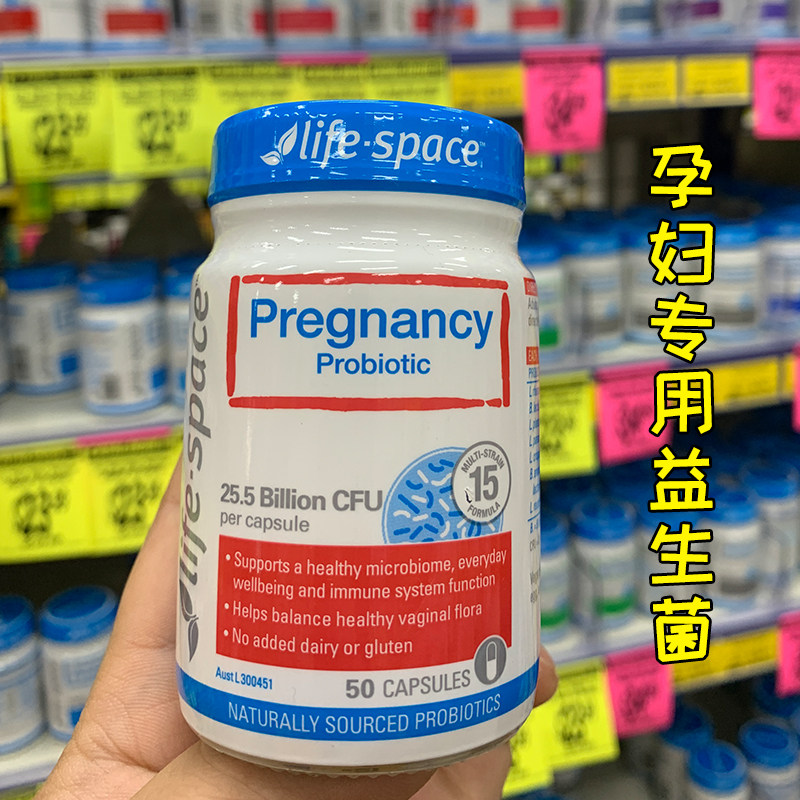 life-space™
Pregnancy
Probiotic
25.5 Billion CFU
per capsule
MULTI-STRAIN
15
FORMULA
• Supports a healthy microbiome, everyday
wellbeing and immune system function
• Helps balance healthy vaginal flora
• No added dairy or gluten
Aust L300451
50 CAPSULES
NATURALLY SOURCED PROBIOTICS
life-space
孕妇专用益生菌